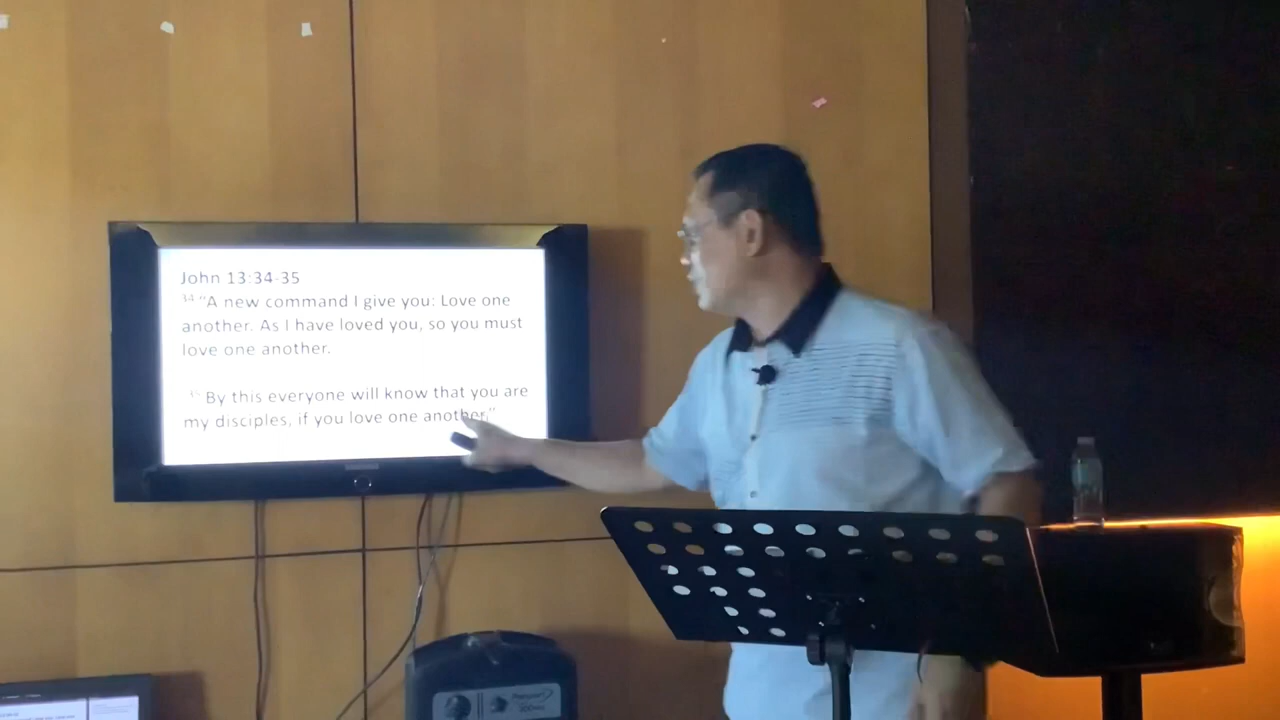 John 13:34-35
34 "A new command I give you: Love one
another. As I have loved you, so you must
love one another.
By this everyone will know that you are
my disciples, if you love one another."